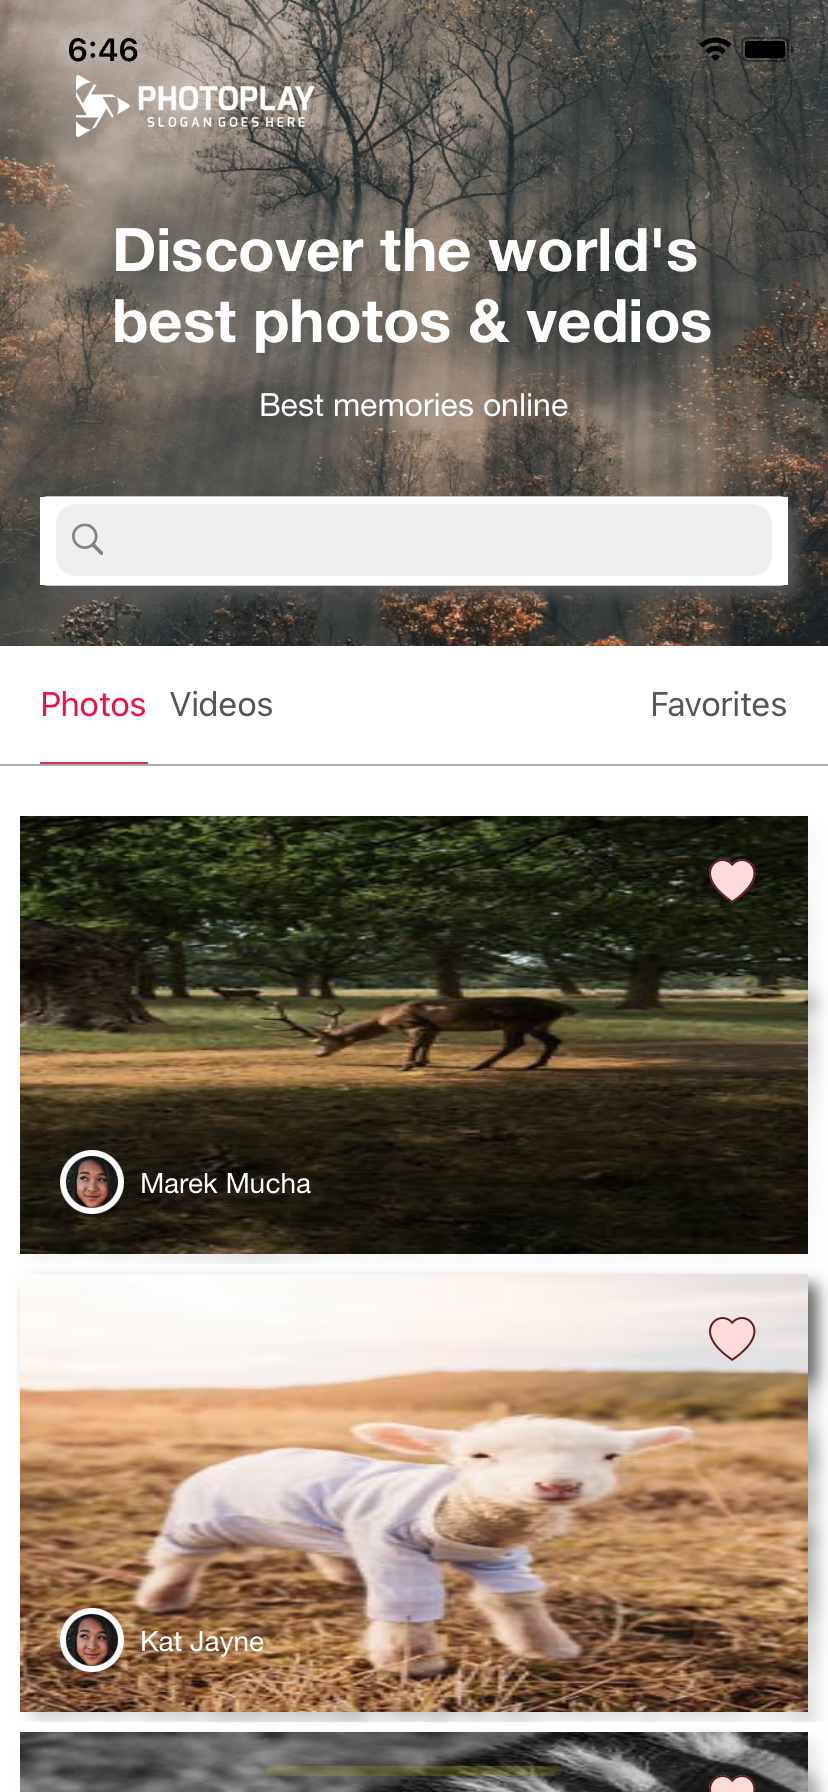 6:46
PHOTOPLAY
SLOGAN GOES HERE
Discover the world's
best photos & vedios
Best memories online
Photos Videos Favorites
Marek Mucha
Kat Jayne